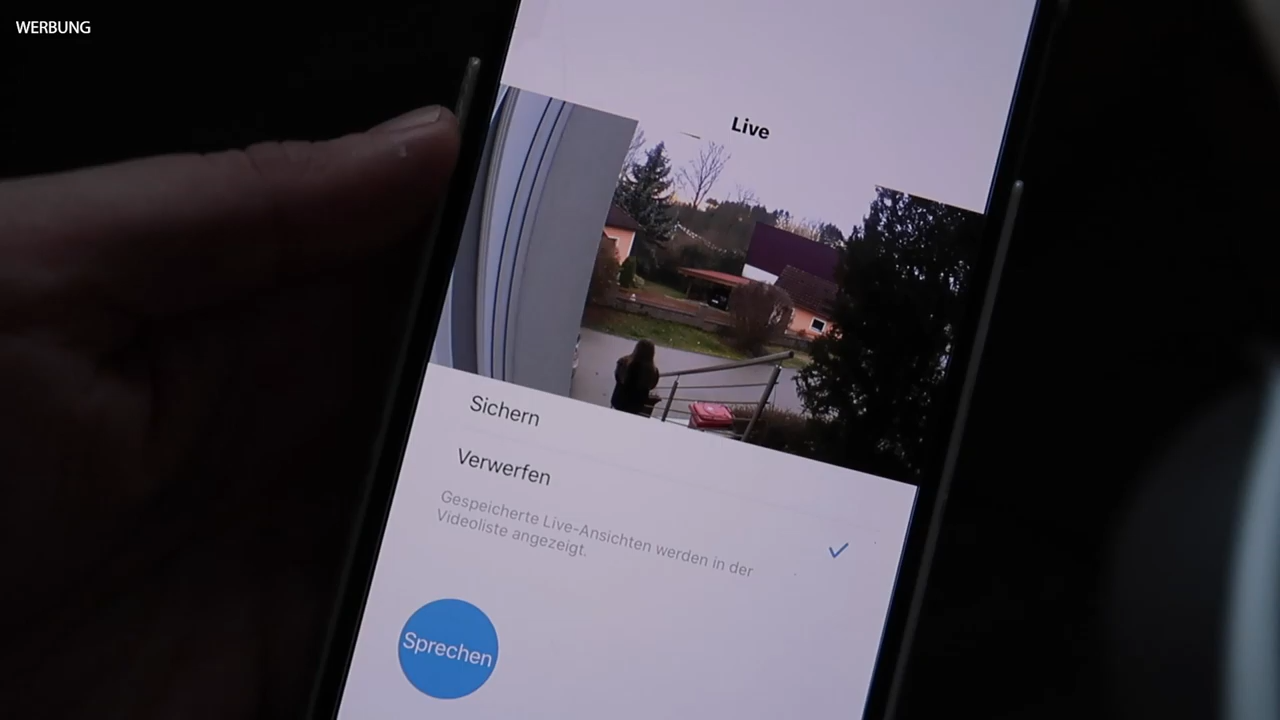 WERBUNG
Live
Sichern
Verwerfen
Gespeicherte Live-Ansichten werden in der
Videoliste angezeigt.
Sprechen